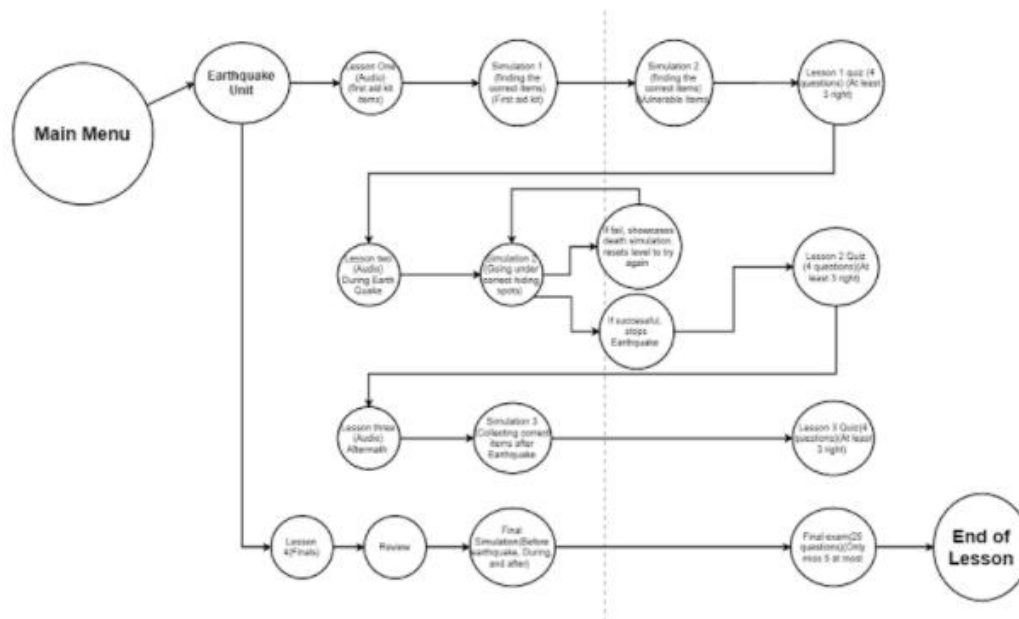 Main Menu
Earthquake
Unit
Lesson One
(Audio)
(first aid kit
items)
Simulation 1
(finding the
correct items)
(First aid kit)
Simulation 2
(finding the
correct items)
Vulnerable items
Lesson 1 quiz (4
questions) (At least
3 right)
Lesson two
(Audio)
During Earth
Quake
Simulation 2
(Going under
correct hiding
spots)
If fail, showcases
death simulation,
resets level to try
again
If successful,
stops
Earthquake
Lesson 2 Quiz
(4 questions)(At
least 3 right)
Lesson three
(Audio)
Aftermath
Simulation 3
(Collecting correct
items after
Earthquake
Lesson 3 Quiz(4
questions)(At least
3 right)
Lesson
4(Finals)
Review
Final
Simulation(Before
earthquake, During,
and after)
Final exam(25
questions)(Only
miss 5 at most
End of
Lesson